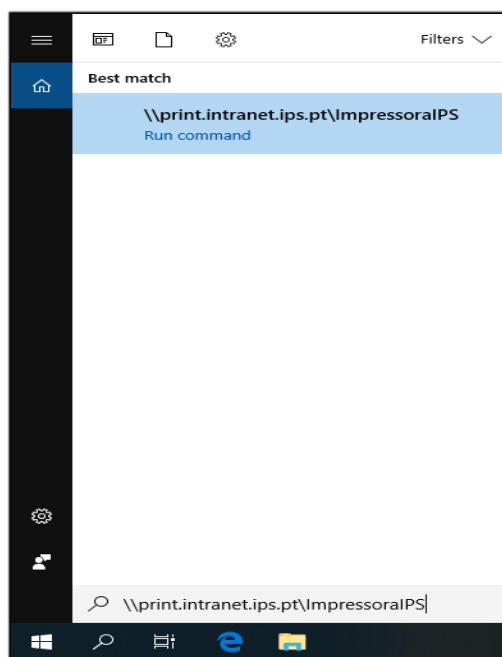 Filters
Best match
\\print.intranet.ips.pt\ImpressoraIPS
Run command
\\print.intranet.ips.pt\ImpressoraIPS